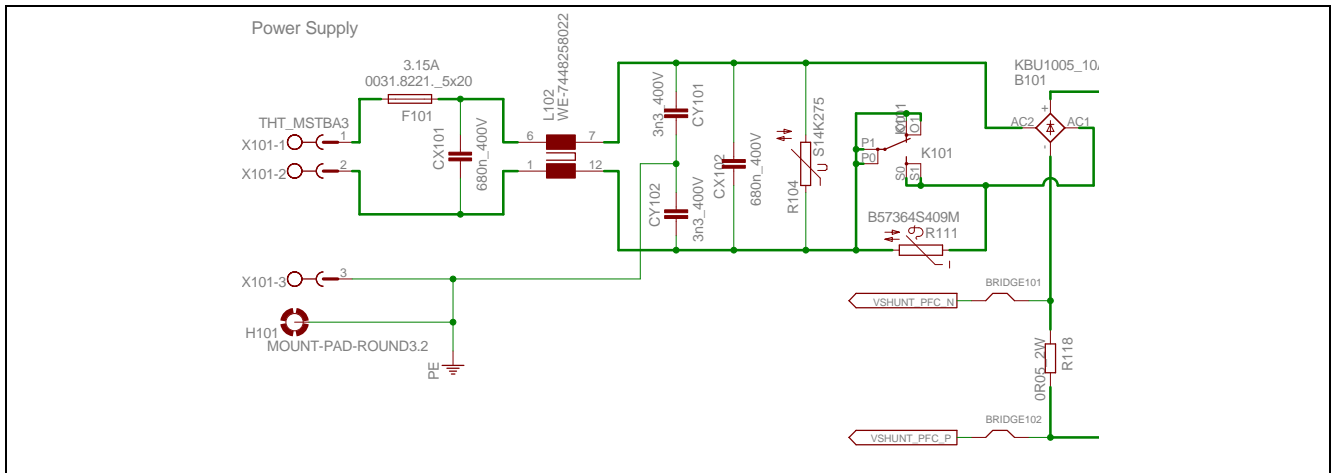 Power Supply
3.15A
0031.8221._5x20
F101
THT_MSTBA3
X101-1
1
X101-2
2
CX101
680n_400V
L102
WE-7448258022
6
7
1
12
3n3_400V
CY101
CY102
3n3_400V
CX102
680n_400V
S14K275
U
R104
P1
P0
O1
K101
S0
S1
B57364S409M
R111
KBU1005_10A
B101
+
AC2
AC1
-
X101-3
3
H101
MOUNT-PAD-ROUND3.2
PE
VSHUNT_PFC_N
BRIDGE101
0R05_2W
R118
VSHUNT_PFC_P
BRIDGE102